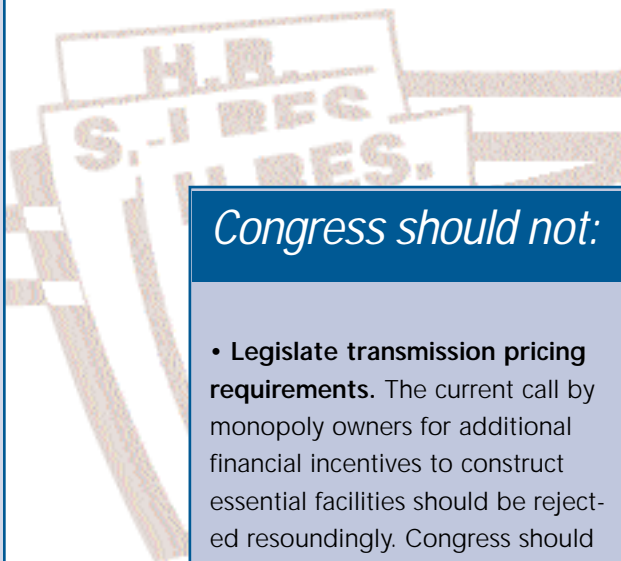 H.R.
S.J RES
H.RES.
Congress should not:
• Legislate transmission pricing
requirements. The current call by
monopoly owners for additional
financial incentives to construct
essential facilities should be reject-
ed resoundingly. Congress should